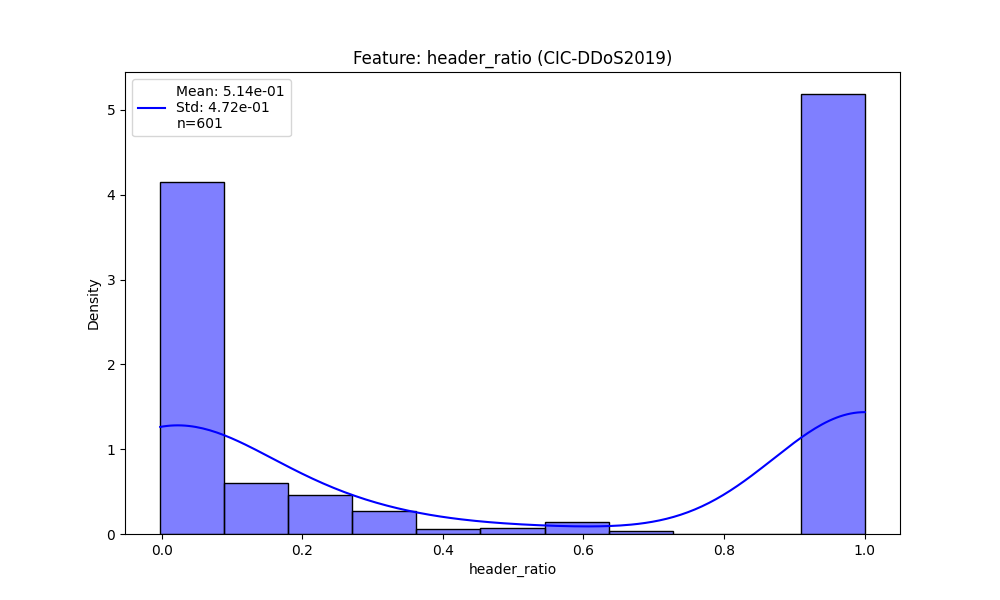 Feature: header_ratio (CIC-DDoS2019)
Mean: 5.14e-01
Std: 4.72e-01
n=601
5
4
3
2
1
0
Density
0.0 0.2 0.4 0.6 0.8 1.0
header_ratio